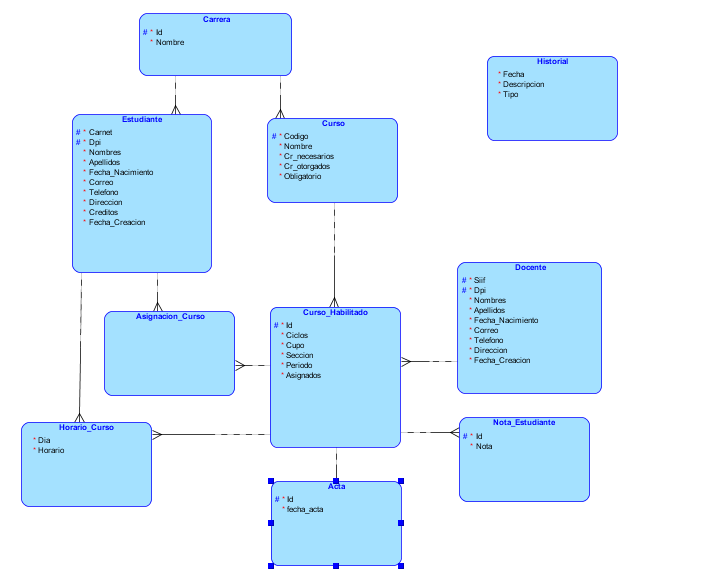 Carrera
# * Id
* Nombre
Historial
* Fecha
* Descripcion
* Tipo
Estudiante
# * Carnet
# * Dpi
* Nombres
* Apellidos
* Fecha_Nacimiento
* Correo
* Telefono
* Direccion
* Creditos
* Fecha_Creacion
Curso
# * Codigo
* Nombre
* Cr_necesarios
* Cr_otorgados
* Obligatorio
Docente
# * Siif
# * Dpi
* Nombres
* Apellidos
* Fecha_Nacimiento
* Correo
* Telefono
* Direccion
* Fecha_Creacion
Asignacion_Curso
Curso_Habilitado
# * Id
* Ciclos
* Cupo
* Seccion
* Periodo
* Asignados
Horario_Curso
* Dia
* Horario
Nota_Estudiante
# * Id
* Nota
Acta
# * Id
* fecha_acta